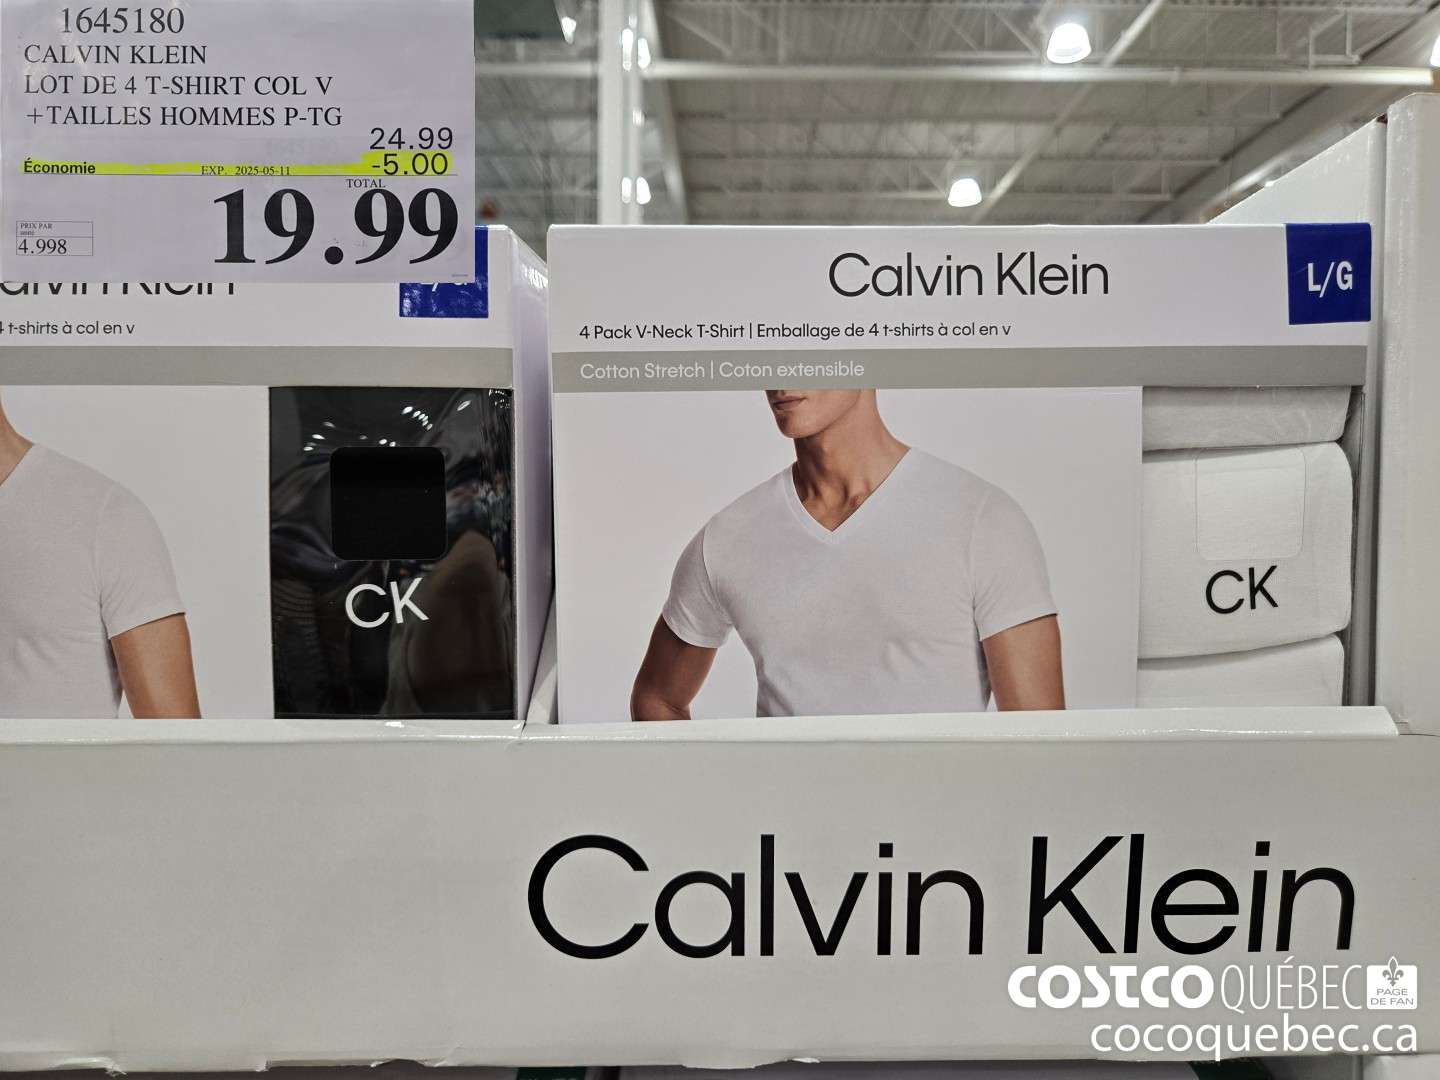 1645180
CALVIN KLEIN
LOT DE 4 T-SHIRT COL V
+TAILLES HOMMES P-TG
24.99
Économie EXP. 2025-05-11 -5.00
TOTAL
19.99
PRIX PAR
4.998
Calvin Klein
4 t-shirts à col en v
CK
Calvin Klein
L/G
4 Pack V-Neck T-Shirt | Emballage de 4 t-shirts à col en v
Cotton Stretch | Coton extensible
CK
Calvin Klein
COSTCO QUÉBEC PAGE DE FAN
cocoquebec.ca